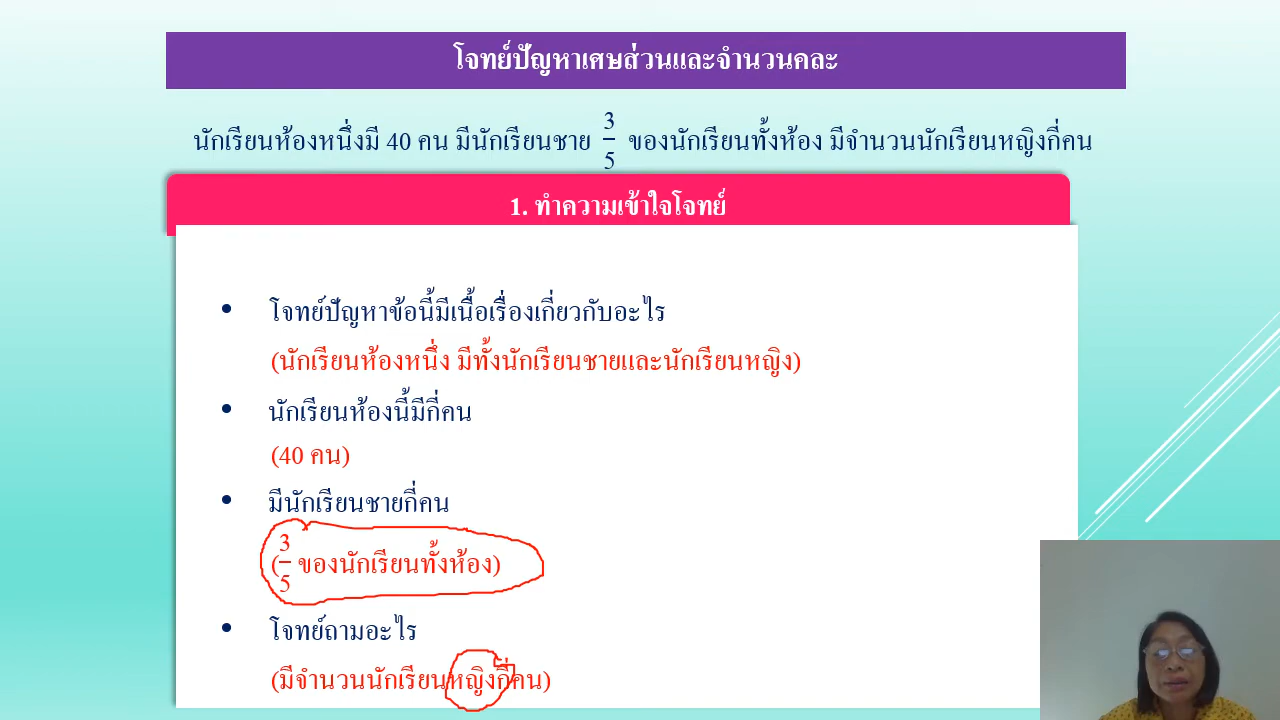 โจทย์ปัญหาเศษส่วนและจำนวนคละ
นักเรียนห้องหนึ่งมี 40 คน มีนักเรียนชาย 3/5 ของนักเรียนทั้งห้อง มีจำนวนนักเรียนหญิงกี่คน
1. ทำความเข้าใจโจทย์
• โจทย์ปัญหาข้อนี้มีเนื้อเรื่องเกี่ยวกับอะไร
(นักเรียนห้องหนึ่ง มีทั้งนักเรียนชายและนักเรียนหญิง)
• นักเรียนห้องนี้มีกี่คน
(40 คน)
• มีนักเรียนชายกี่คน
(3/5 ของนักเรียนทั้งห้อง)
• โจทย์ถามอะไร
(มีจำนวนนักเรียนหญิงกี่คน)